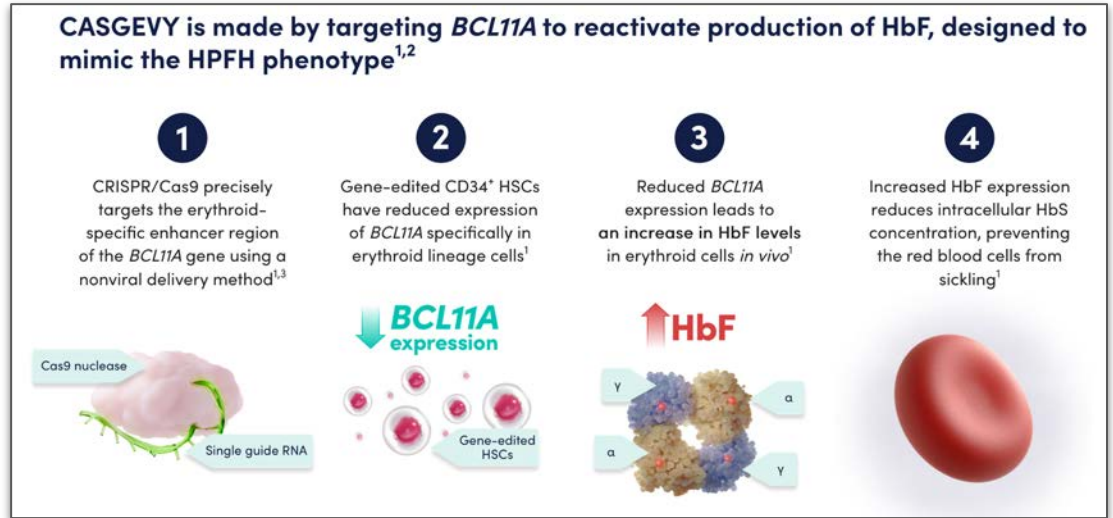 CASGEVY is made by targeting BCL11A to reactivate production of HbF, designed to
mimic the HPFH phenotype1,2
1
CRISPR/Cas9 precisely
targets the erythroid-
specific enhancer region
of the BCL11A gene using a
nonviral delivery method1,3
Cas9 nuclease
Single guide RNA
2
Gene-edited CD34+ HSCs
have reduced expression
of BCL11A specifically in
erythroid lineage cells1
BCL11A
expression
Gene-edited
HSCs
3
Reduced BCL11A
expression leads to
an increase in HbF levels
in erythroid cells in vivo1
HbF
γ
α
α
γ
4
Increased HbF expression
reduces intracellular HbS
concentration, preventing
the red blood cells from
sickling1